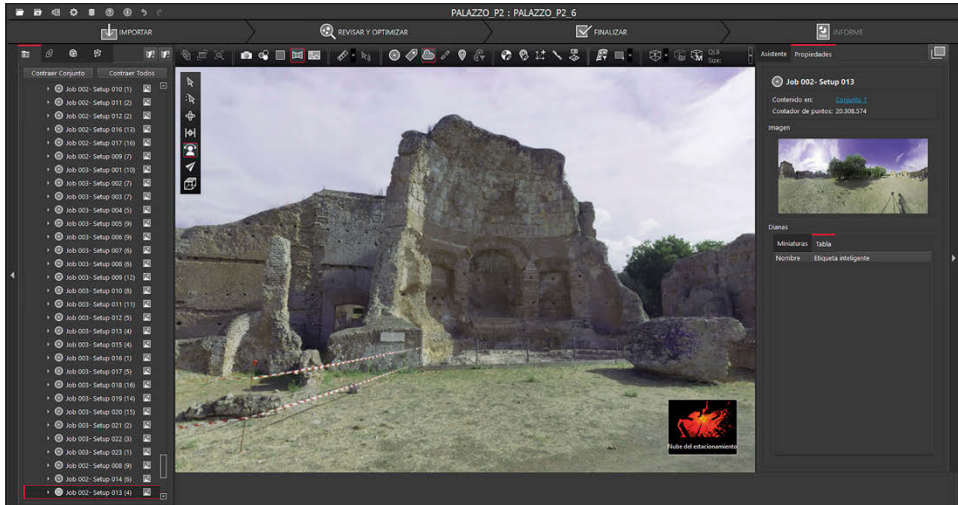 PALAZZO_P2 : PALAZZO_P2_6
IMPORTAR
REVISAR Y OPTIMIZAR
FINALIZAR
INFORME
QLB
Size:
Contraer Conjunto
Contraer Todos
Job 002- Setup 010 (1)
Job 002- Setup 011 (2)
Job 002- Setup 012 (2)
Job 002- Setup 016 (13)
Job 002- Setup 017 (16)
Job 002- Setup 009 (7)
Job 003- Setup 001 (10)
Job 003- Setup 002 (7)
Job 003- Setup 003 (7)
Job 003- Setup 004 (5)
Job 003- Setup 005 (9)
Job 003- Setup 006 (9)
Job 003- Setup 007 (6)
Job 003- Setup 008 (6)
Job 003- Setup 009 (12)
Job 003- Setup 010 (8)
Job 003- Setup 011 (11)
Job 003- Setup 012 (5)
Job 003- Setup 013 (4)
Job 003- Setup 015 (4)
Job 003- Setup 016 (1)
Job 003- Setup 017 (5)
Job 003- Setup 018 (16)
Job 003- Setup 019 (14)
Job 003- Setup 020 (15)
Job 003- Setup 021 (2)
Job 003- Setup 022 (3)
Job 003- Setup 023 (1)
Job 002- Setup 008 (9)
Job 002- Setup 014 (6)
Job 002- Setup 013 (4)
Nube del estacionamiento
Asistente
Propiedades
Job 002- Setup 013
Contenido en: Conjunto 1
Contador de puntos: 20.308.574
Imagen
Dianas
Miniaturas
Tabla
Nombre
Etiqueta inteligente